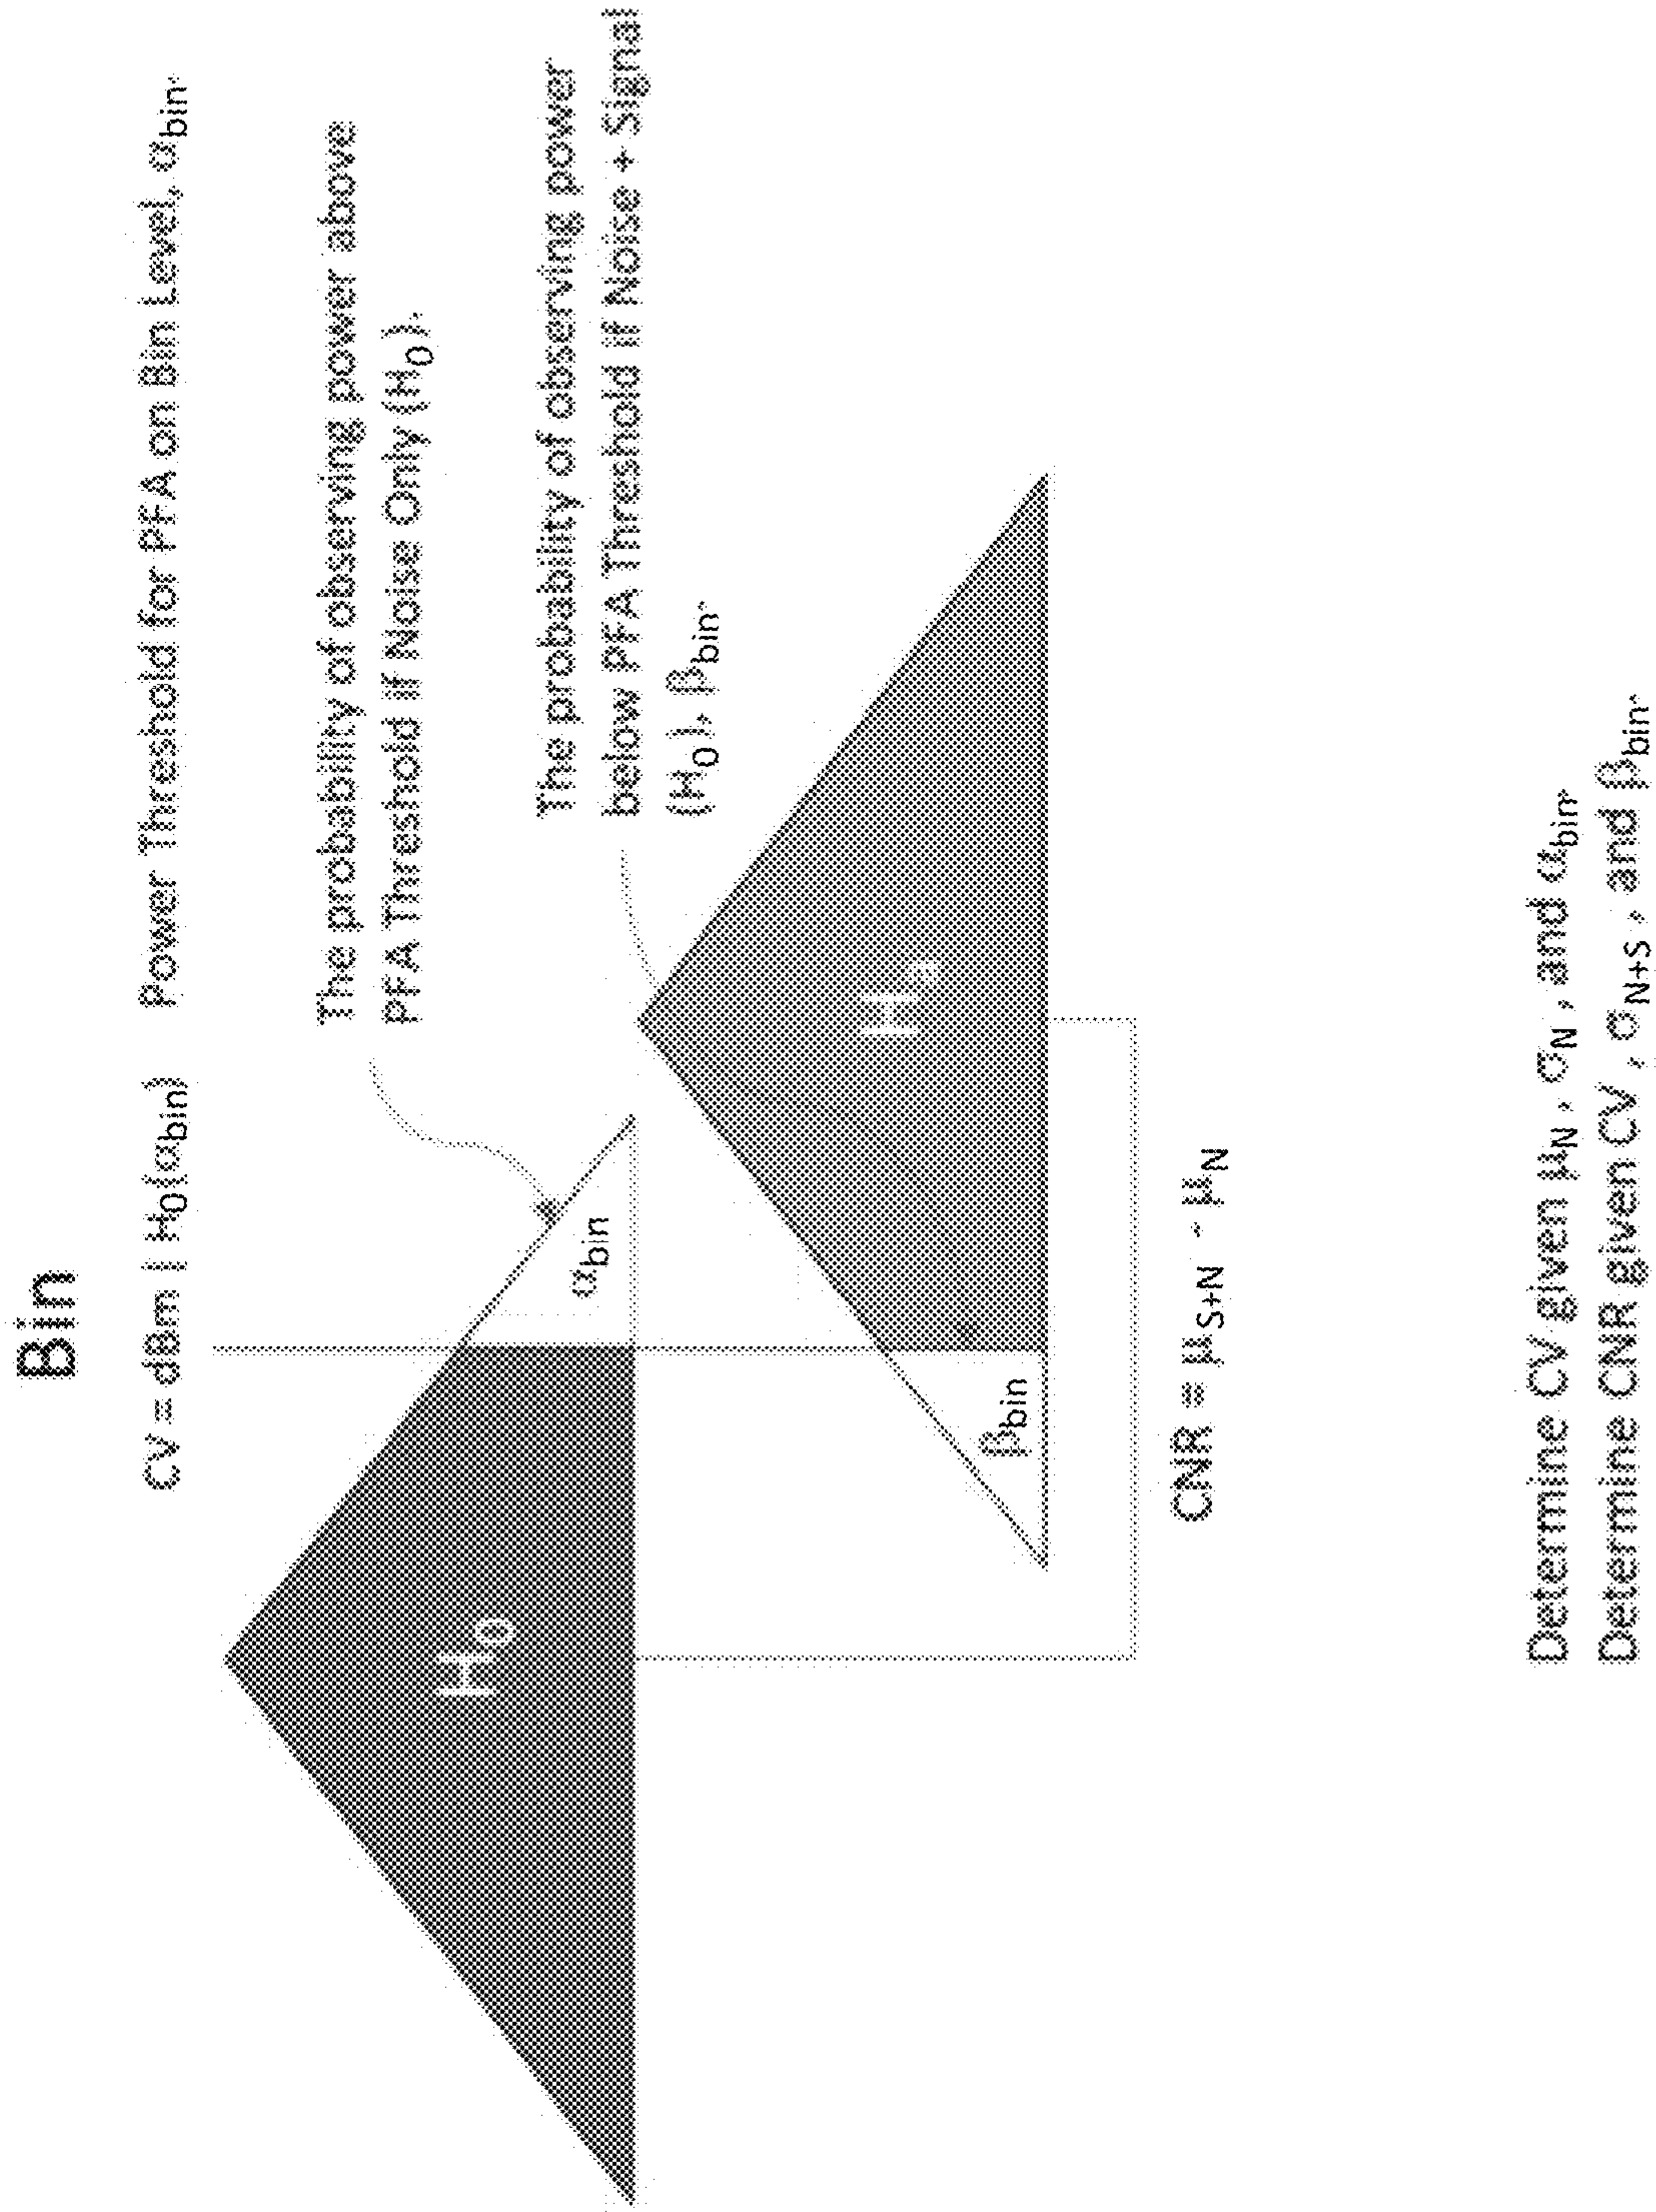 Bin
CV = dBm | H₀(αbin) Power Threshold for PFA on Bin Level, αbin.
The probability of observing power above
PFA Threshold if Noise Only (H₀).
The probability of observing power
below PFA Threshold if Noise + Signal
(H₀), βbin.
H₀
αbin
Hₐ
βbin
CNR = μS+N - μN
Determine CV given μN, σN, and αbin.
Determine CNR given CV, σN+S, and βbin.